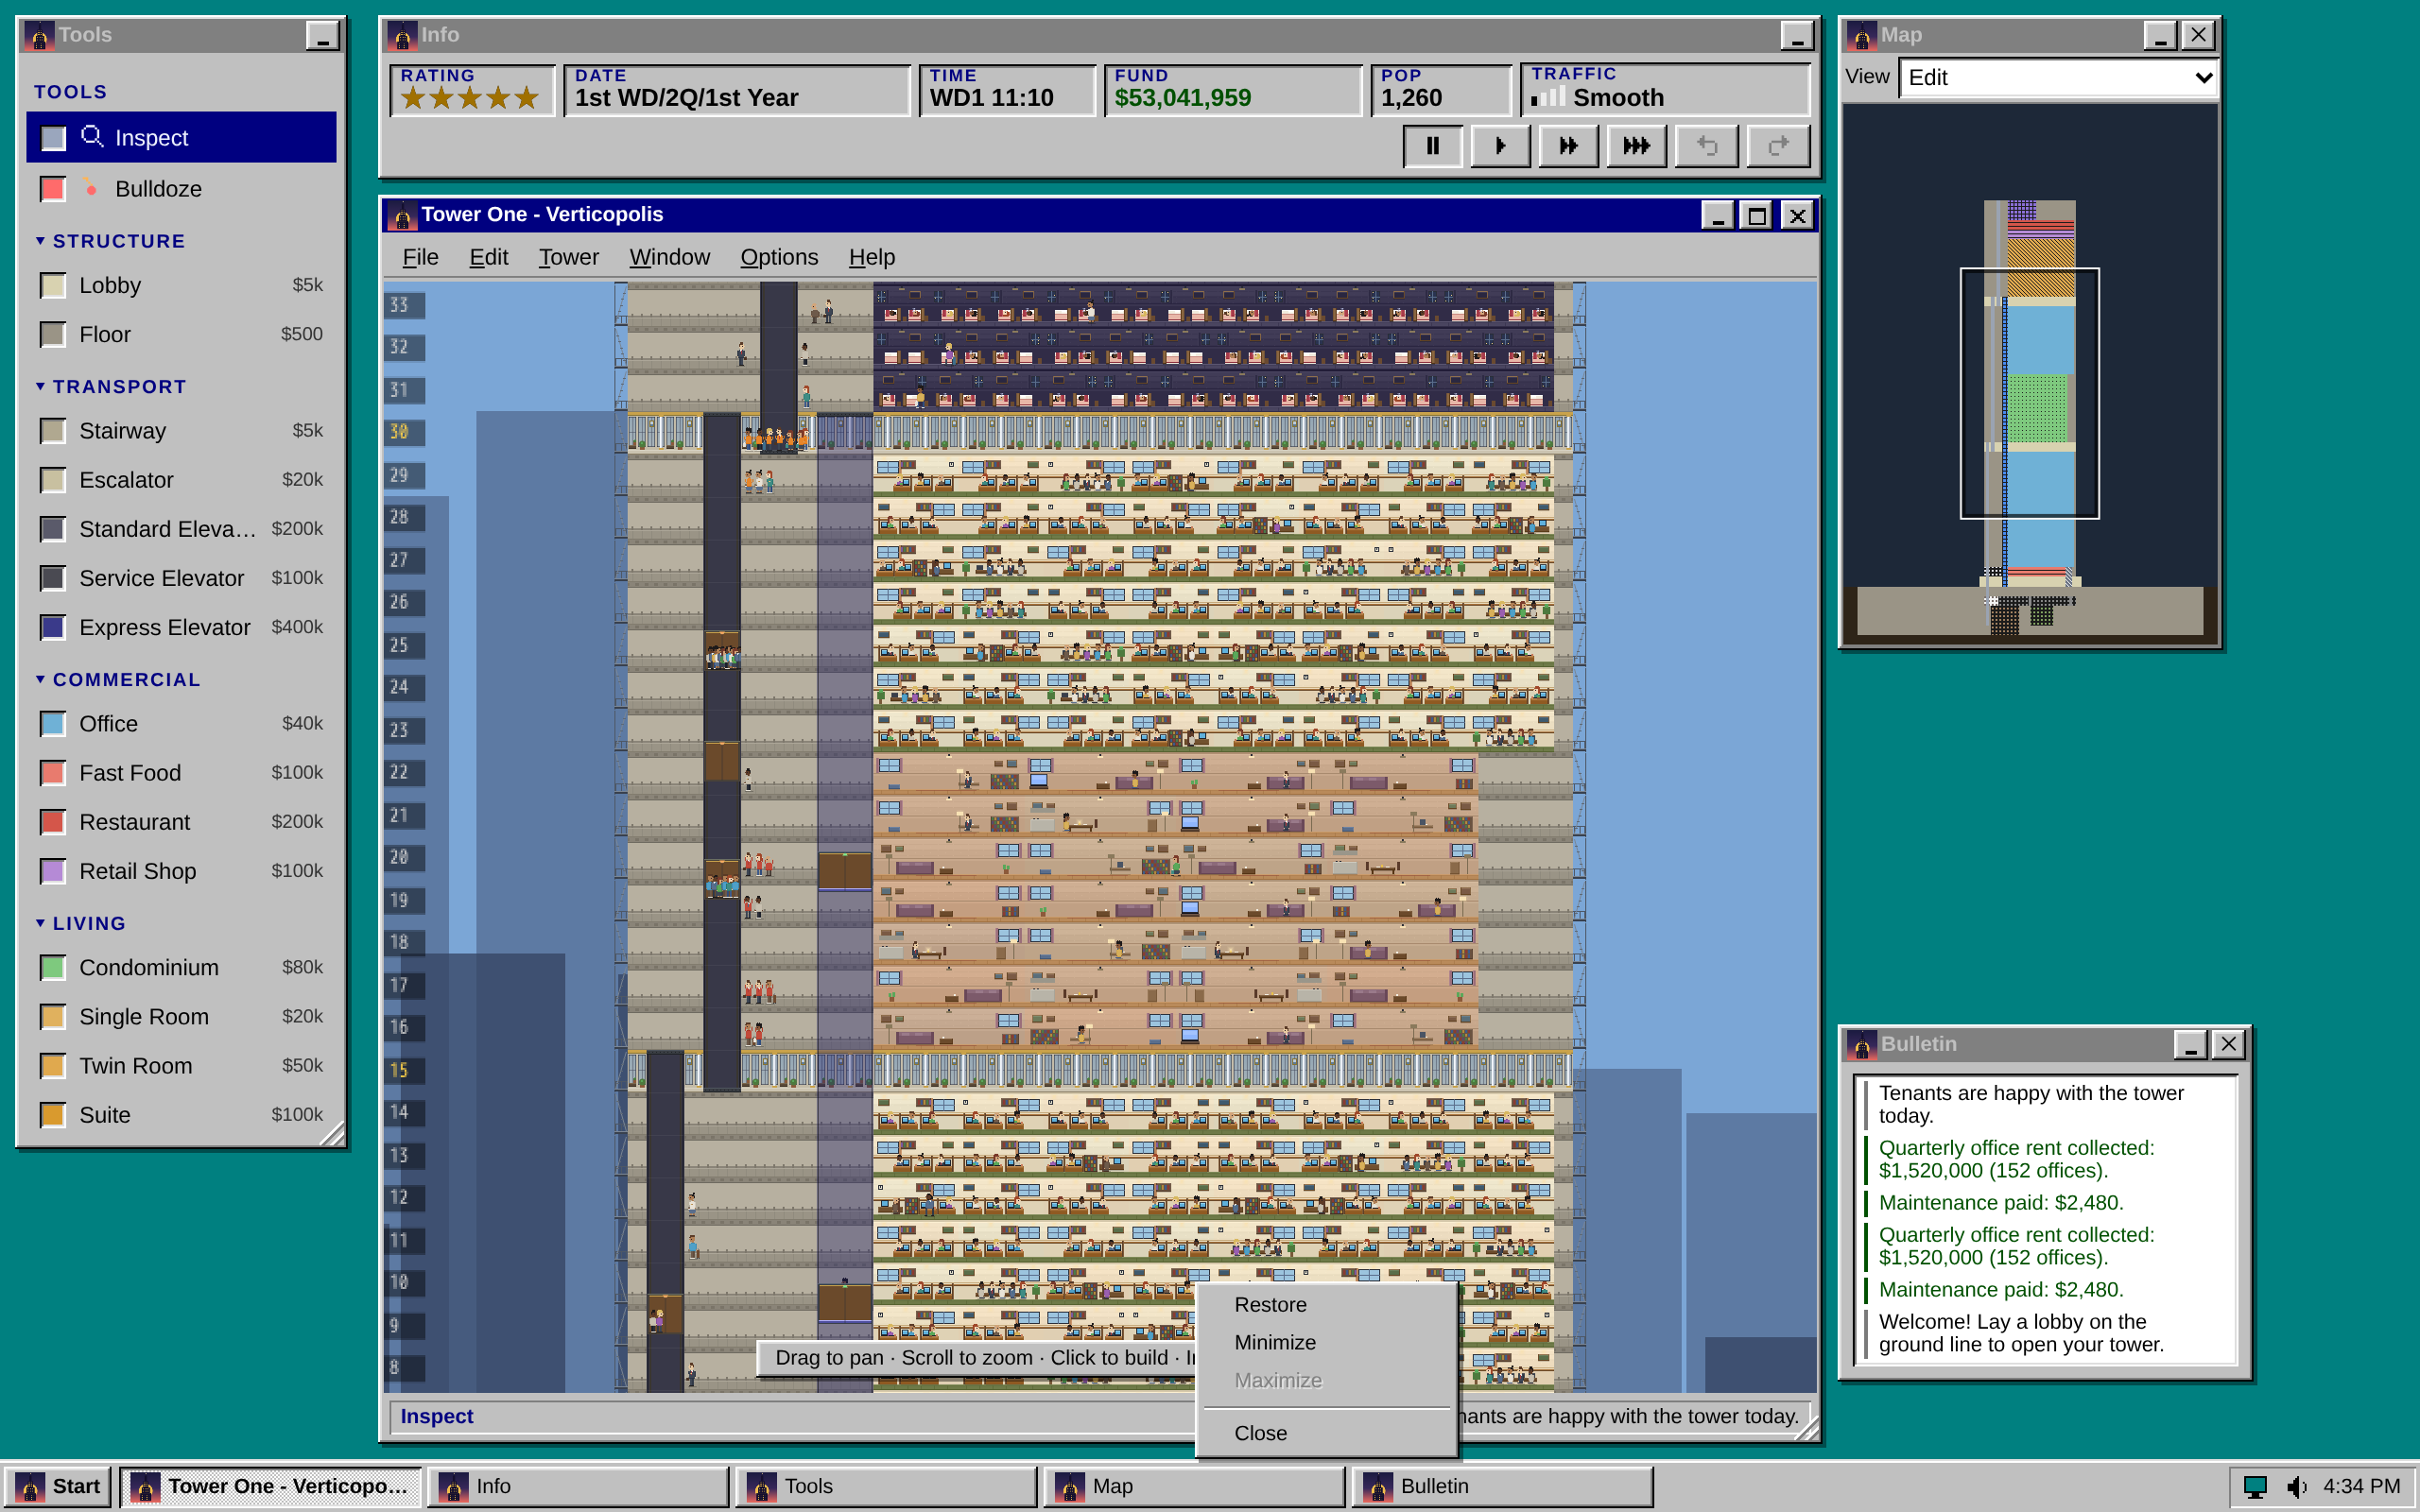 Tools
TOOLS
Inspect
Bulldoze
STRUCTURE
Lobby $5k
Floor $500
TRANSPORT
Stairway $5k
Escalator $20k
Standard Eleva… $200k
Service Elevator $100k
Express Elevator $400k
COMMERCIAL
Office $40k
Fast Food $100k
Restaurant $200k
Retail Shop $100k
LIVING
Condominium $80k
Single Room $20k
Twin Room $50k
Suite $100k
Info
RATING
DATE
1st WD/2Q/1st Year
TIME
WD1 11:10
FUND
$53,041,959
POP
1,260
TRAFFIC
Smooth
Tower One - Verticopolis
File Edit Tower Window Options Help
33
32
31
30
29
28
27
26
25
24
23
22
21
20
19
18
17
16
15
14
13
12
11
10
9
8
Drag to pan · Scroll to zoom · Click to build ·
Restore
Minimize
Maximize
Close
Inspect
nants are happy with the tower today.
Map
View Edit
Bulletin
Tenants are happy with the tower
today.
Quarterly office rent collected:
$1,520,000 (152 offices).
Maintenance paid: $2,480.
Quarterly office rent collected:
$1,520,000 (152 offices).
Maintenance paid: $2,480.
Welcome! Lay a lobby on the
ground line to open your tower.
Start
Tower One - Verticopo…
Info
Tools
Map
Bulletin
4:34 PM